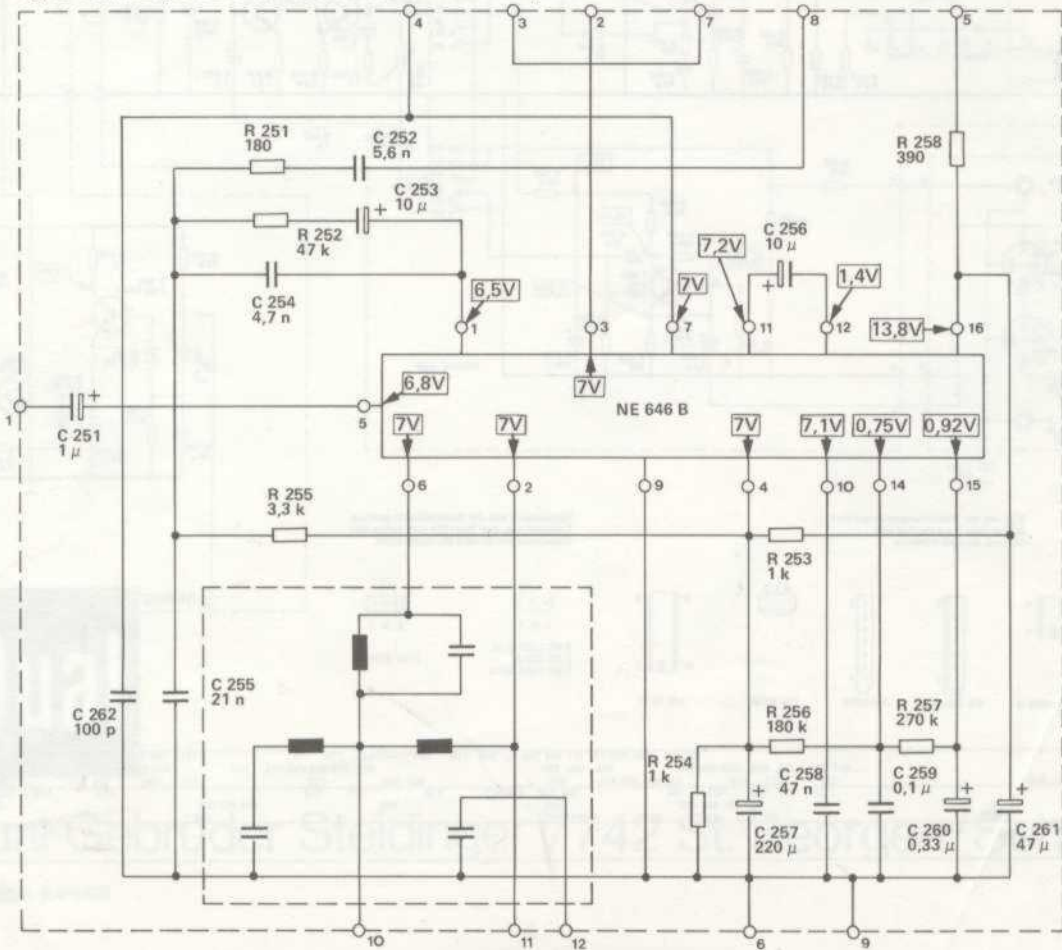 4 3 2 7 8 5
R 251
180
C 252
5,6 n
C 253
10 µ
R 252
47 k
C 254
4,7 n
R 258
390
C 256
10 µ
7,2V
1,4V
6,5V
7V
13,8V
1 3 7 11 12 16
7V
6,8V
NE 646 B
1
C 251
1 µ
5
7V
7V
7V
7,1V
0,75V
0,92V
6 2 9 4 10 14 15
R 255
3,3 k
R 253
1 k
C 262
100 p
C 255
21 n
R 254
1 k
R 256
180 k
R 257
270 k
C 258
47 n
C 259
0,1 µ
C 257
220 µ
C 260
0,33 µ
C 261
47 µ
10 11 12 6 9